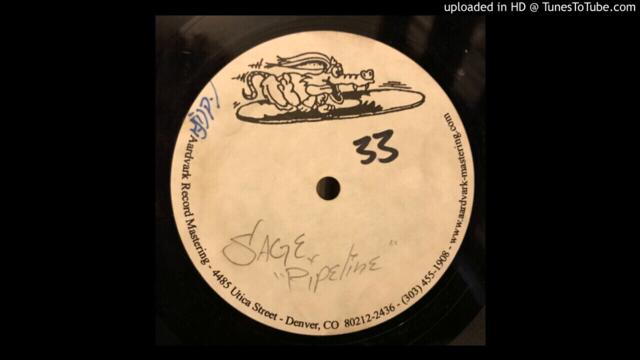 uploaded in HD @ TunesToTube.com
33
SAGE
"Pipeline"
Aardvark Record Mastering - 4485 Utica Street - Denver, CO 80212-2436 - (303) 455-1908 - www.aardvark-mastering.com